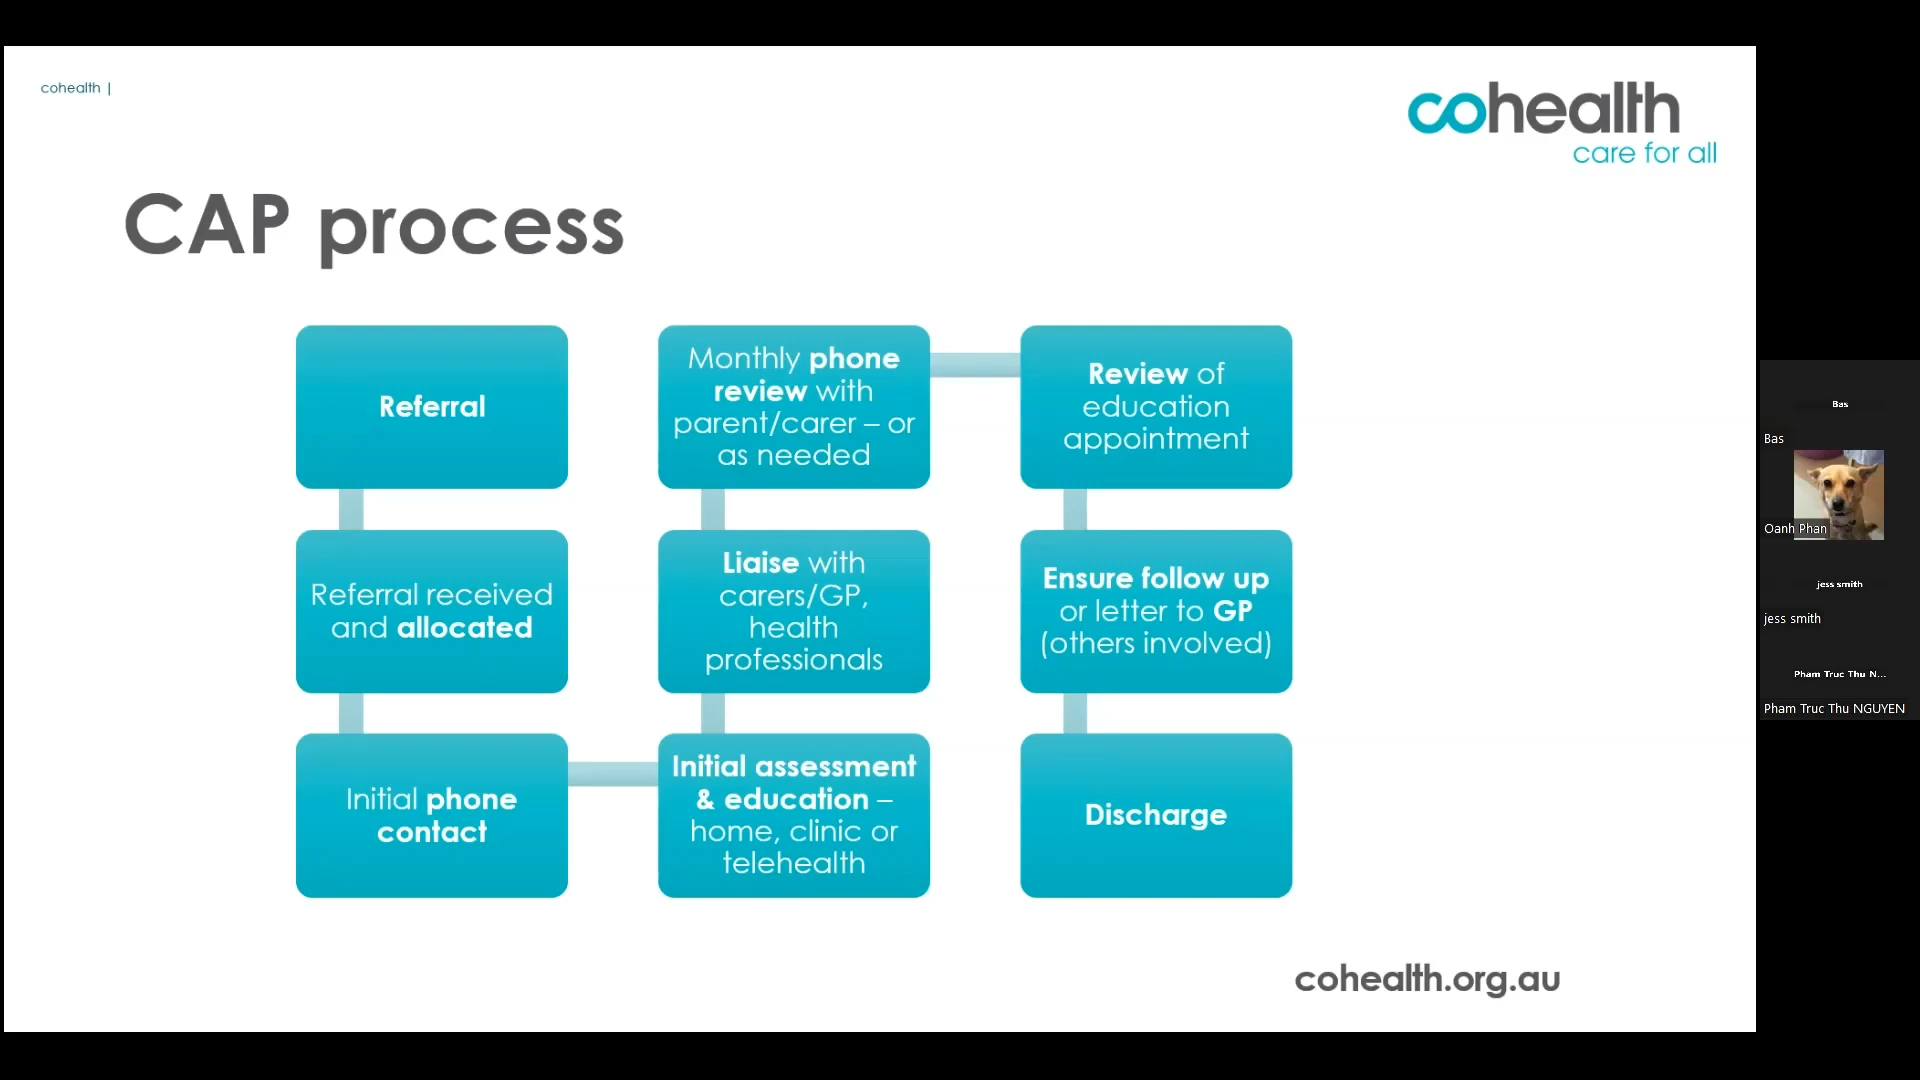 cohealth |
cohealth
care for all
CAP process
Referral
Referral received
and allocated
Initial phone
contact
Initial assessment
& education –
home, clinic or
telehealth
Liaise with
carers/GP,
health
professionals
Monthly phone
review with
parent/carer – or
as needed
Review of
education
appointment
Ensure follow up
or letter to GP
(others involved)
Discharge
cohealth.org.au
Bas
Bas
Oanh Phan
jess smith
jess smith
Pham Truc Thu N...
Pham Truc Thu NGUYEN